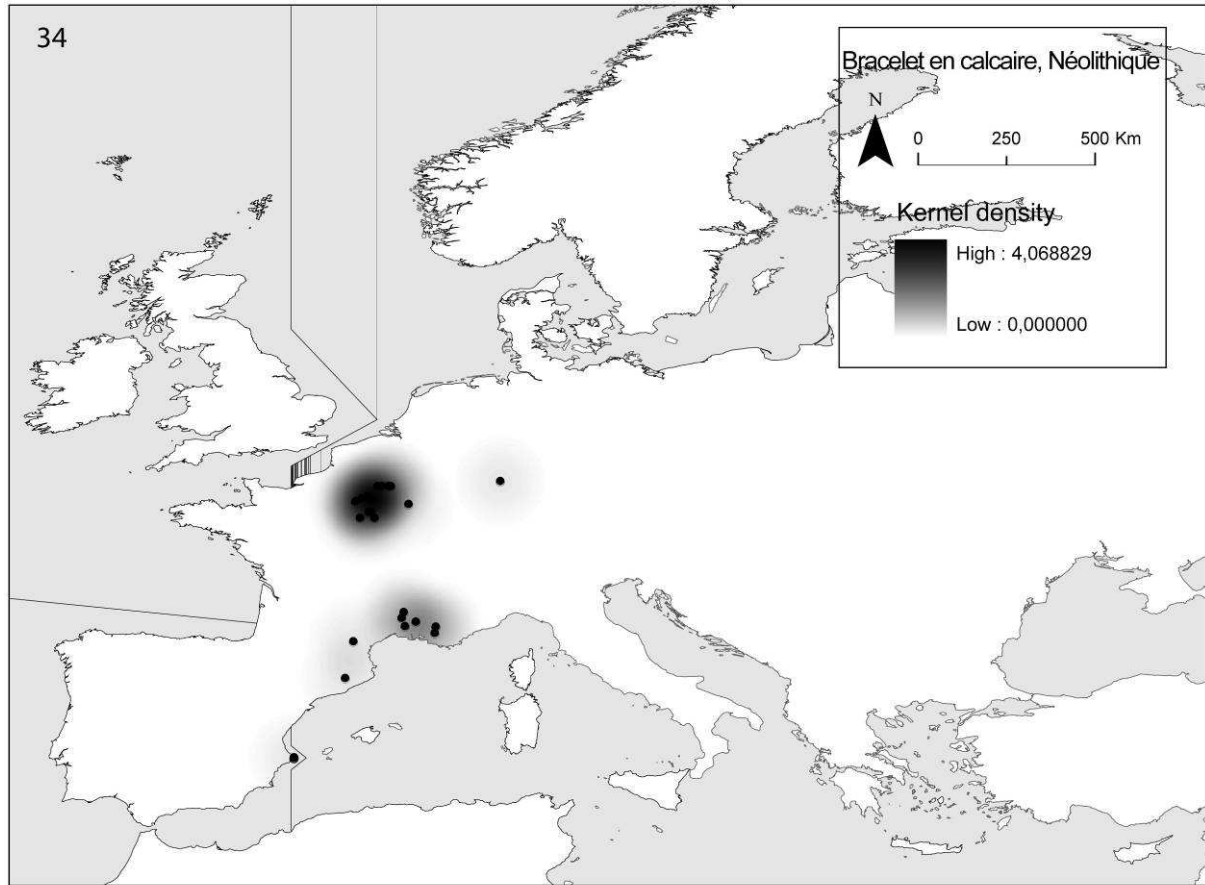 34
Bracelet en calcaire, Néolithique
N
0 250 500 Km
Kernel density
High : 4,068829
Low : 0,000000